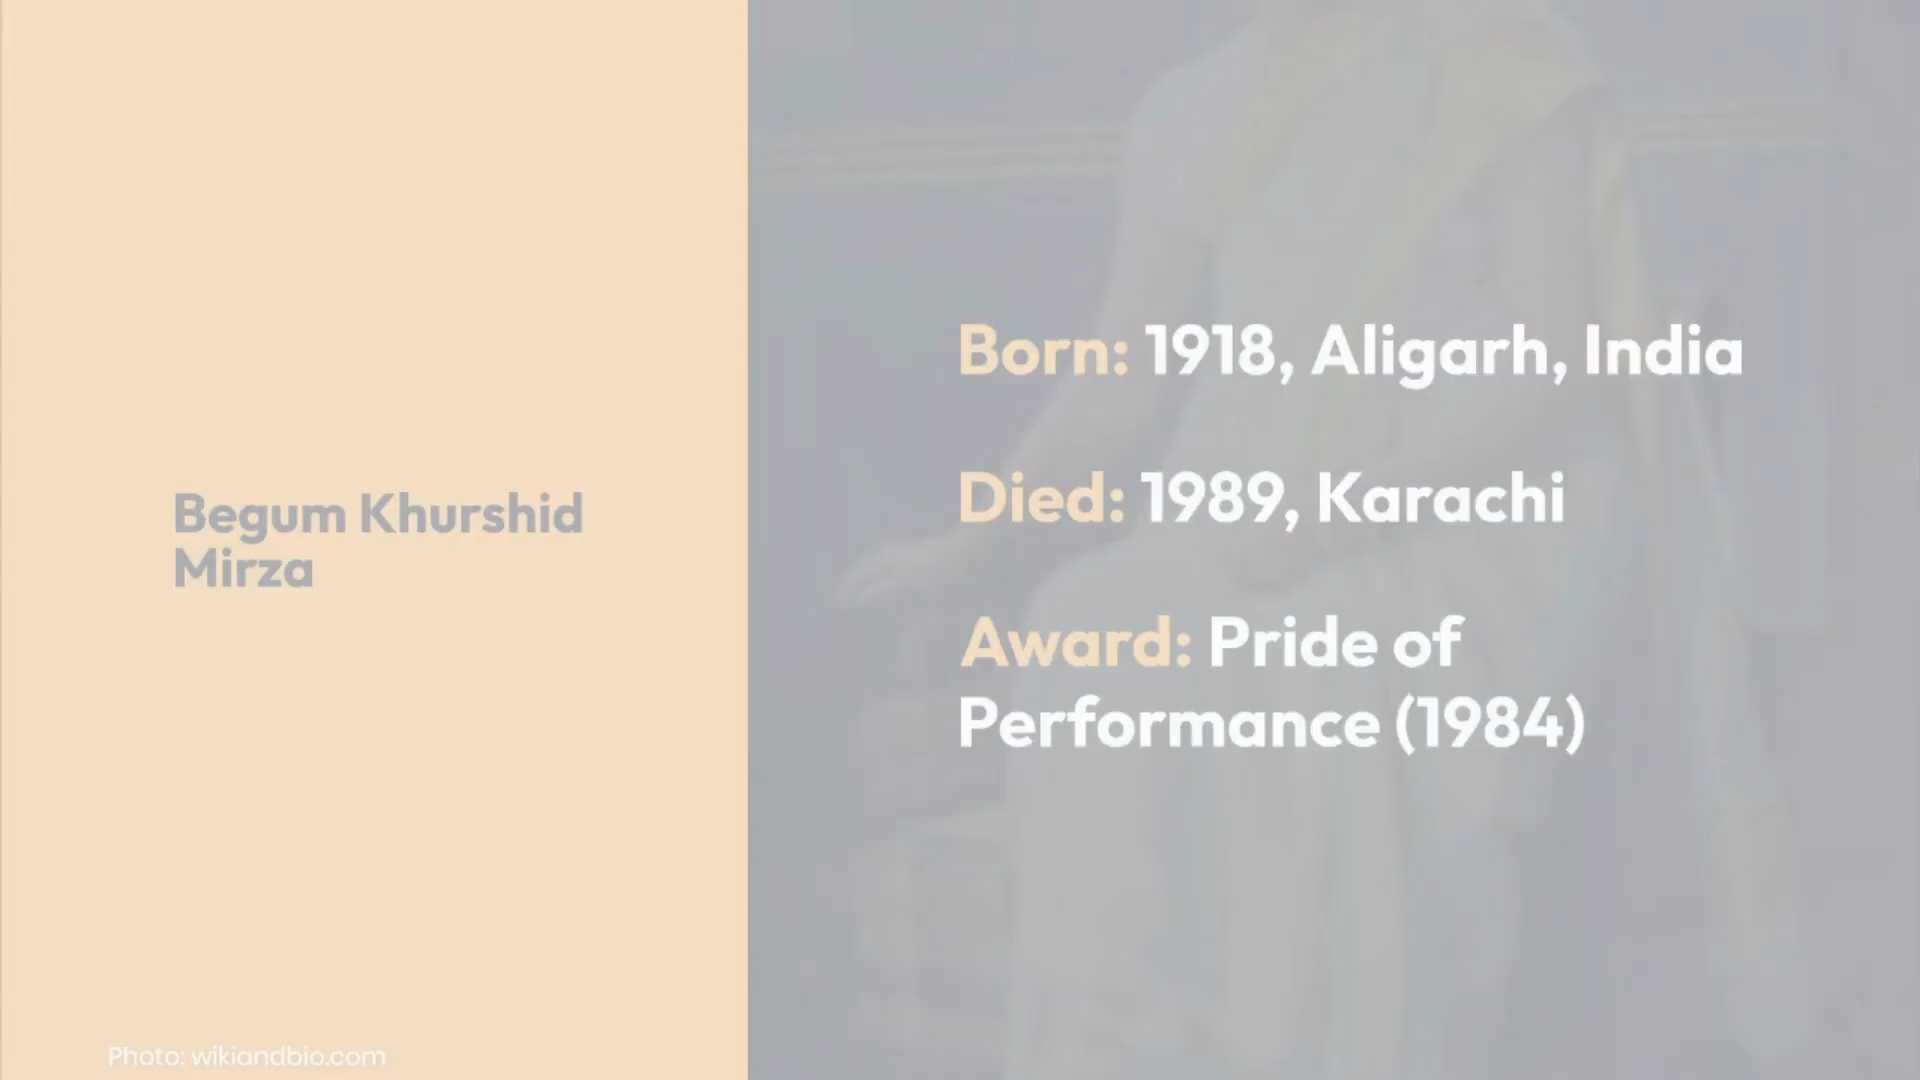 Begum Khurshid
Mirza
Born: 1918, Aligarh, India
Died: 1989, Karachi
Award: Pride of
Performance (1984)
Photo: wikiandbio.com